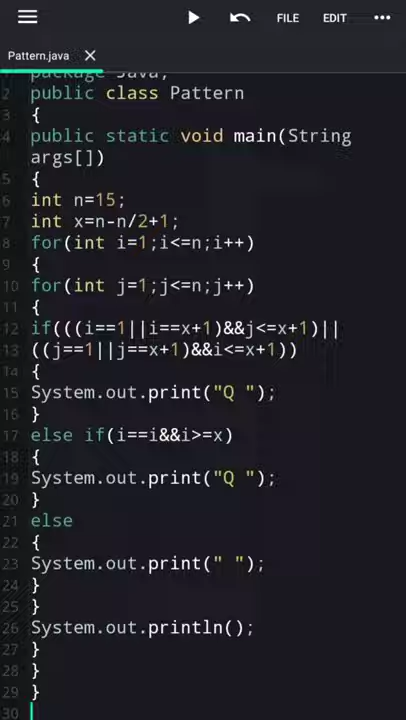 FILE
EDIT
Pattern.java
package Java;
2 public class Pattern
3 {
4 public static void main(String
args[])
5 {
6 int n=15;
7 int x=n-n/2+1;
8 for(int i=1;i<=n;i++)
9 {
10 for(int j=1;j<=n;j++)
11 {
12 if(((i==1||i==x+1)&&j<=x+1)||
13 ((j==1||j==x+1)&&i<=x+1))
14 {
15 System.out.print("Q ");
16 }
17 else if(i==i&&i>=x)
18 {
19 System.out.print("Q ");
20 }
21 else
22 {
23 System.out.print(" ");
24 }
25 }
26 System.out.println();
27 }
28 }
29 }
30